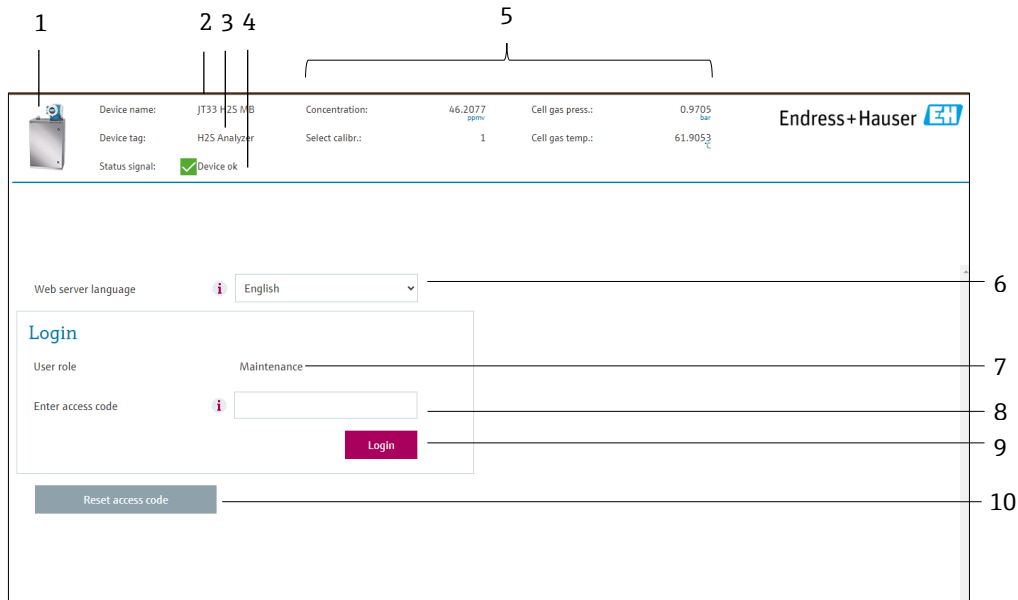 1 2 3 4 5
Device name: JT33 H2S MB Concentration: 46.2077 ppmv Cell gas press.: 0.9705 bar
Endress+Hauser EH
Device tag: H2S Analyzer Select calibr.: 1 Cell gas temp.: 61.9053 °C
Status signal: Device ok
Web server language i English 6
Login
User role Maintenance 7
Enter access code i 8
Login 9
Reset access code 10